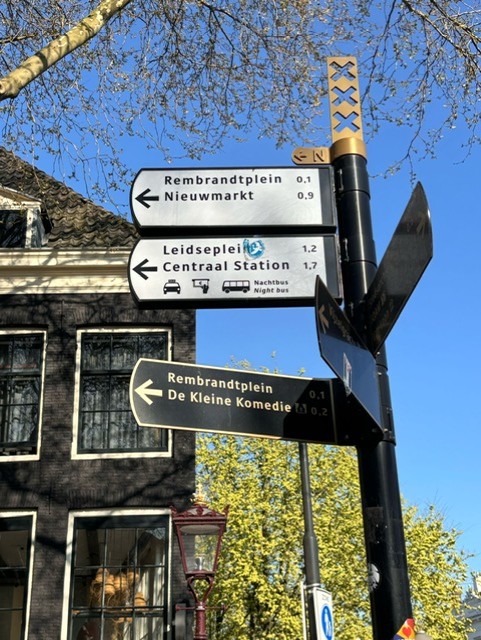 N
Rembrandtplein 0,1
Nieuwmarkt 0,9
Leidseplein 1,2
Centraal Station 1,7
Nachtbus
Night bus
Rembrandtplein 0,1
De Kleine Komedie 0,2